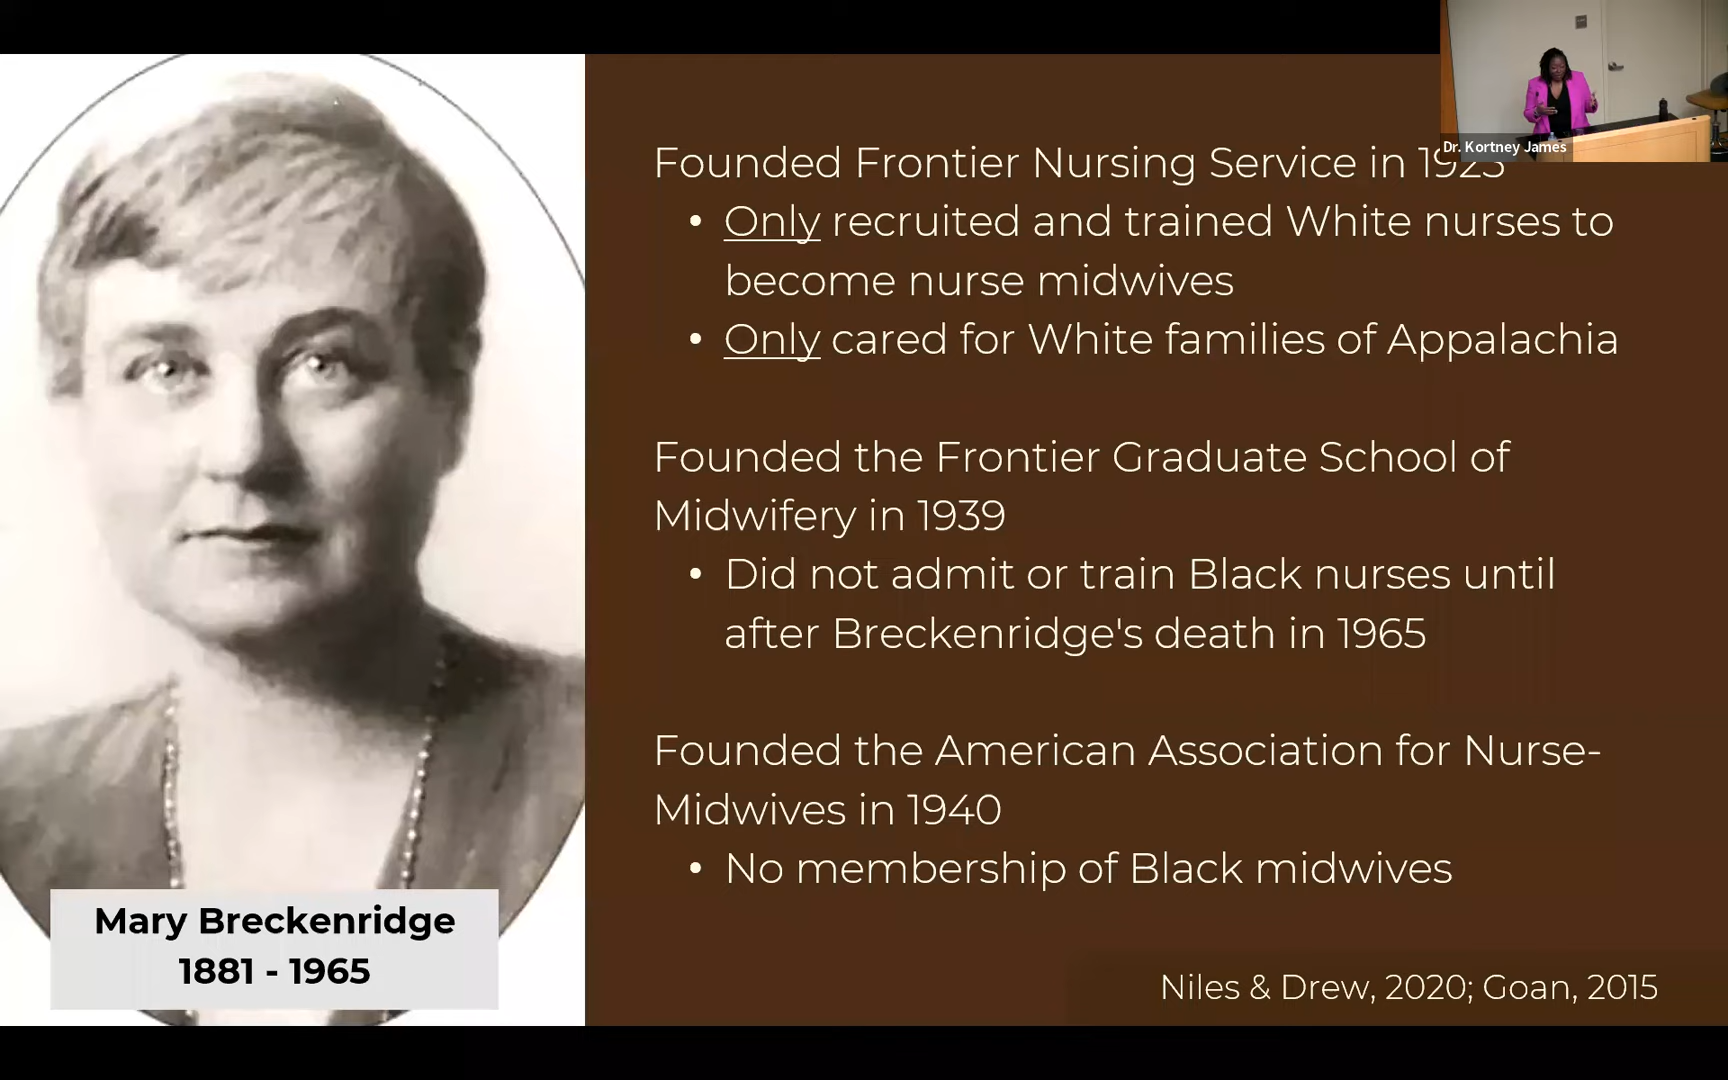 Dr. Kortney James
Founded Frontier Nursing Service in 1925
• Only recruited and trained White nurses to
become nurse midwives
• Only cared for White families of Appalachia
Founded the Frontier Graduate School of
Midwifery in 1939
• Did not admit or train Black nurses until
after Breckenridge's death in 1965
Founded the American Association for Nurse-
Midwives in 1940
• No membership of Black midwives
Mary Breckenridge
1881 - 1965
Niles & Drew, 2020; Goan, 2015